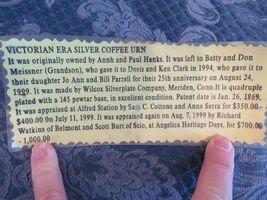 VICTORIAN ERA SILVER COFFEE URN
It was originally owned by Annh and Paul Hanks. It was left to Betty and Don
Meissner (Grandson), who gave it to Doris and Ken Clark in 1994, who gave it to
their daughter Jo Ann and Bill Farrell for their 25th anniversary on August 24,
1999. It was made by Wilcox Silverplate Company, Meriden, Conn It is quadruple
plated with a 145 pewtar base, in excellent condition. Patent dec Jan. 26, 1869.
It was appraised at Alfred Station by Sam C. Cottons and Anne Serra for $350.00-
$400.00 On July 11, 1999. It was appraised again on Aug. 7, 1999 by Richard
Watkins of Belmont and Scott Burt of Scio, at Angelica Heritage Days, for $700.00
- 1,000.00